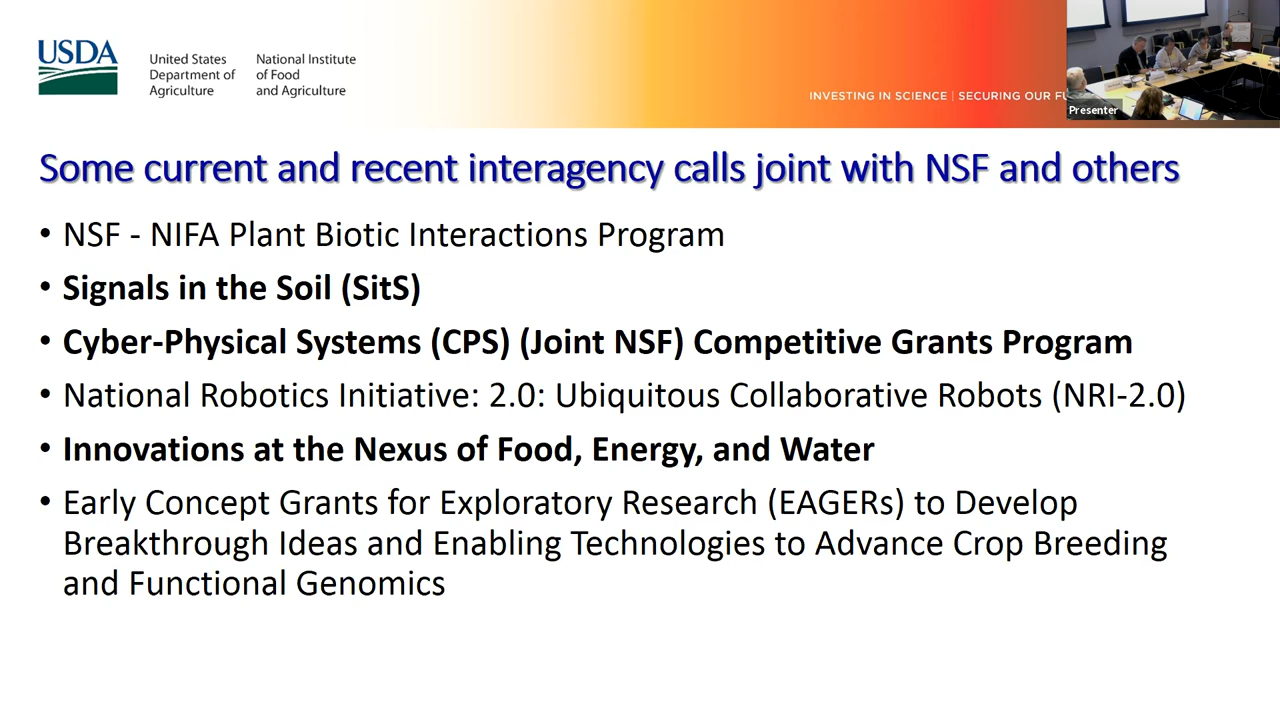 USDA
United States
Department of
Agriculture
National Institute
of Food
and Agriculture
INVESTING IN SCIENCE | SECURING OUR
Presenter
Some current and recent interagency calls joint with NSF and others
• NSF - NIFA Plant Biotic Interactions Program
• Signals in the Soil (SitS)
• Cyber-Physical Systems (CPS) (Joint NSF) Competitive Grants Program
• National Robotics Initiative: 2.0: Ubiquitous Collaborative Robots (NRI-2.0)
• Innovations at the Nexus of Food, Energy, and Water
• Early Concept Grants for Exploratory Research (EAGERs) to Develop
Breakthrough Ideas and Enabling Technologies to Advance Crop Breeding
and Functional Genomics